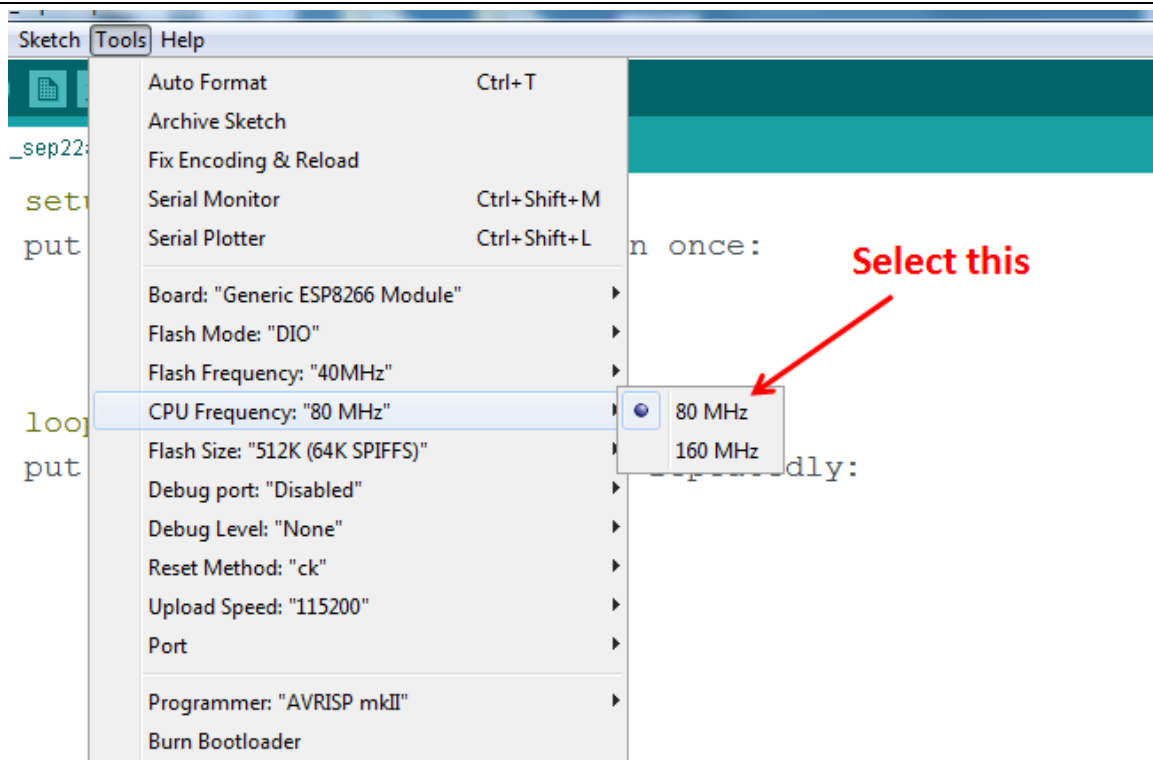 Sketch Tools Help
Auto Format Ctrl+T
Archive Sketch
_sep22
Fix Encoding & Reload
Serial Monitor Ctrl+Shift+M
Serial Plotter Ctrl+Shift+L
put n once:
Select this
Board: "Generic ESP8266 Module"
Flash Mode: "DIO"
Flash Frequency: "40MHz"
CPU Frequency: "80 MHz"
80 MHz
160 MHz
Flash Size: "512K (64K SPIFFS)"
put repeatedly:
Debug port: "Disabled"
Debug Level: "None"
Reset Method: "ck"
Upload Speed: "115200"
Port
Programmer: "AVRISP mkII"
Burn Bootloader